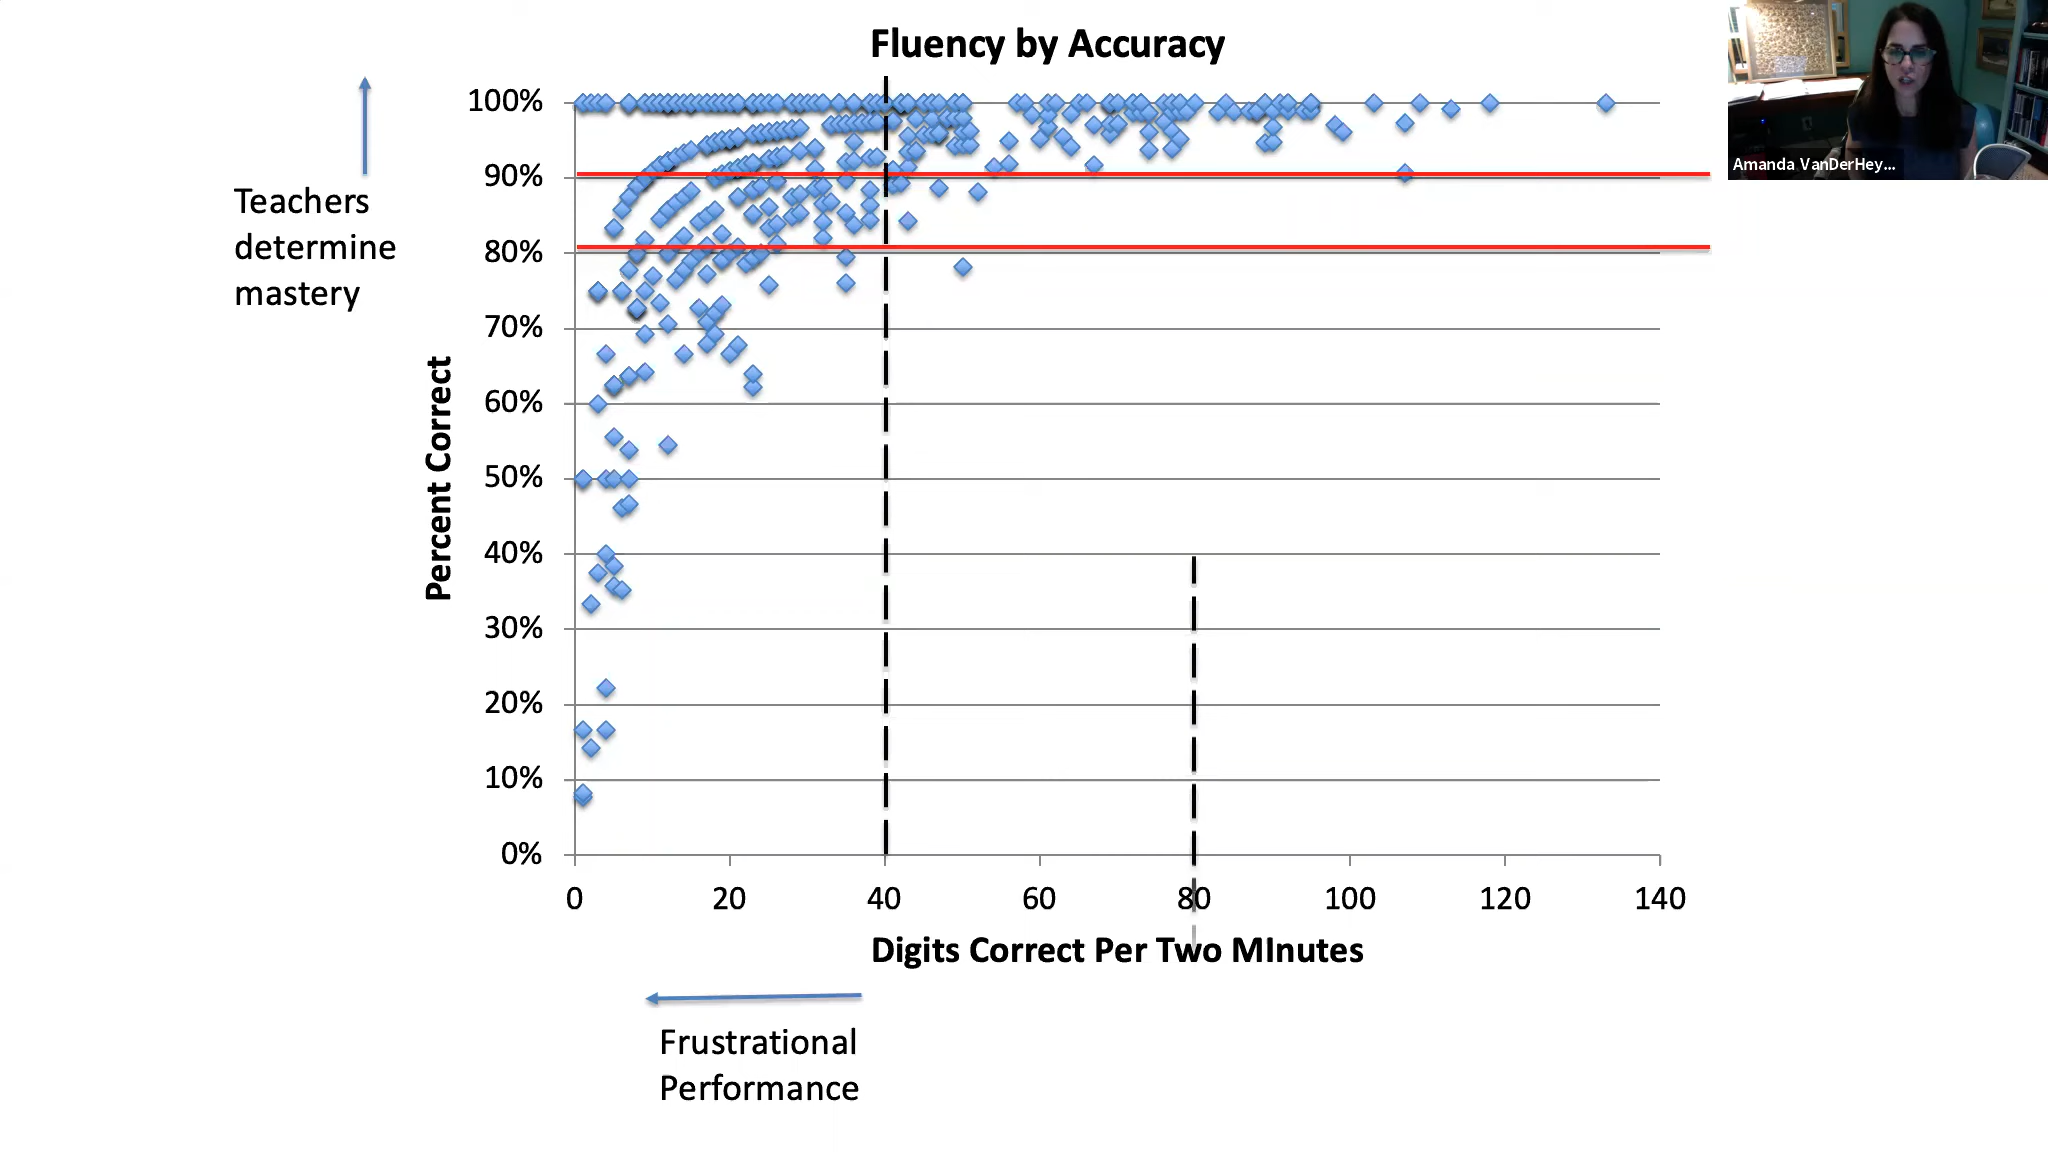 Fluency by Accuracy
Amanda VanDerHey...
Teachers
determine
mastery
Percent Correct
100%
90%
80%
70%
60%
50%
40%
30%
20%
10%
0%
0 20 40 60 80 100 120 140
Digits Correct Per Two MInutes
Frustrational
Performance